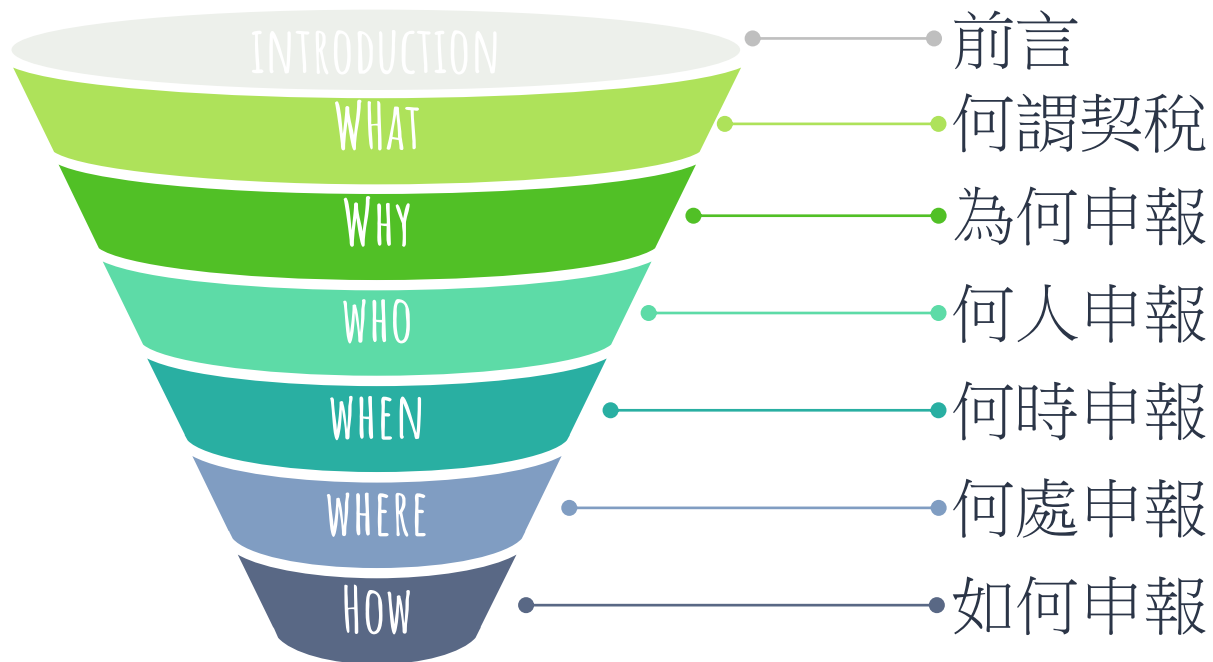 INTRODUCTION
前言
WHAT
何謂契稅
WHY
為何申報
WHO
何人申報
WHEN
何時申報
WHERE
何處申報
HOW
如何申報